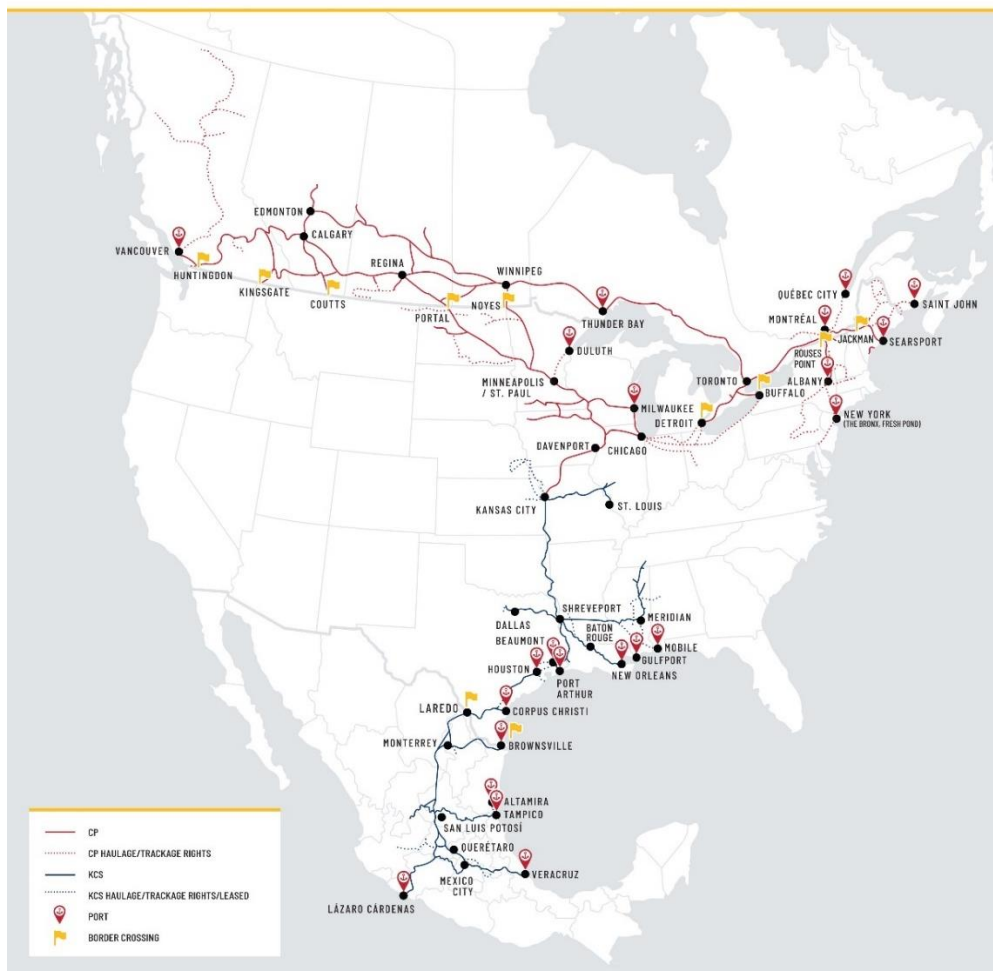 EDMONTON
CALGARY
VANCOUVER
HUNTINGDON
REGINA
WINNIPEG
KINGSGATE
COUTTS
PORTAL
NOYES
THUNDER BAY
DULUTH
QUÉBEC CITY
SAINT JOHN
MONTRÉAL
JACKMAN
SEARSPORT
ROUSES
POINT
MINNEAPOLIS
/ ST. PAUL
TORONTO
ALBANY
BUFFALO
MILWAUKEE
DETROIT
NEW YORK
(THE BRONX, FRESH POND)
DAVENPORT
CHICAGO
KANSAS CITY
ST. LOUIS
SHREVEPORT
MERIDIAN
DALLAS
BATON
ROUGE
BEAUMONT
MOBILE
GULFPORT
HOUSTON
NEW ORLEANS
PORT
ARTHUR
LAREDO
CORPUS CHRISTI
MONTERREY
BROWNSVILLE
ALTAMIRA
TAMPICO
SAN LUIS POTOSÍ
QUERÉTARO
MEXICO
CITY
VERACRUZ
LÁZARO CÁRDENAS
CP
CP HAULAGE/TRACKAGE RIGHTS
KCS
KCS HAULAGE/TRACKAGE RIGHTS/LEASED
PORT
BORDER CROSSING